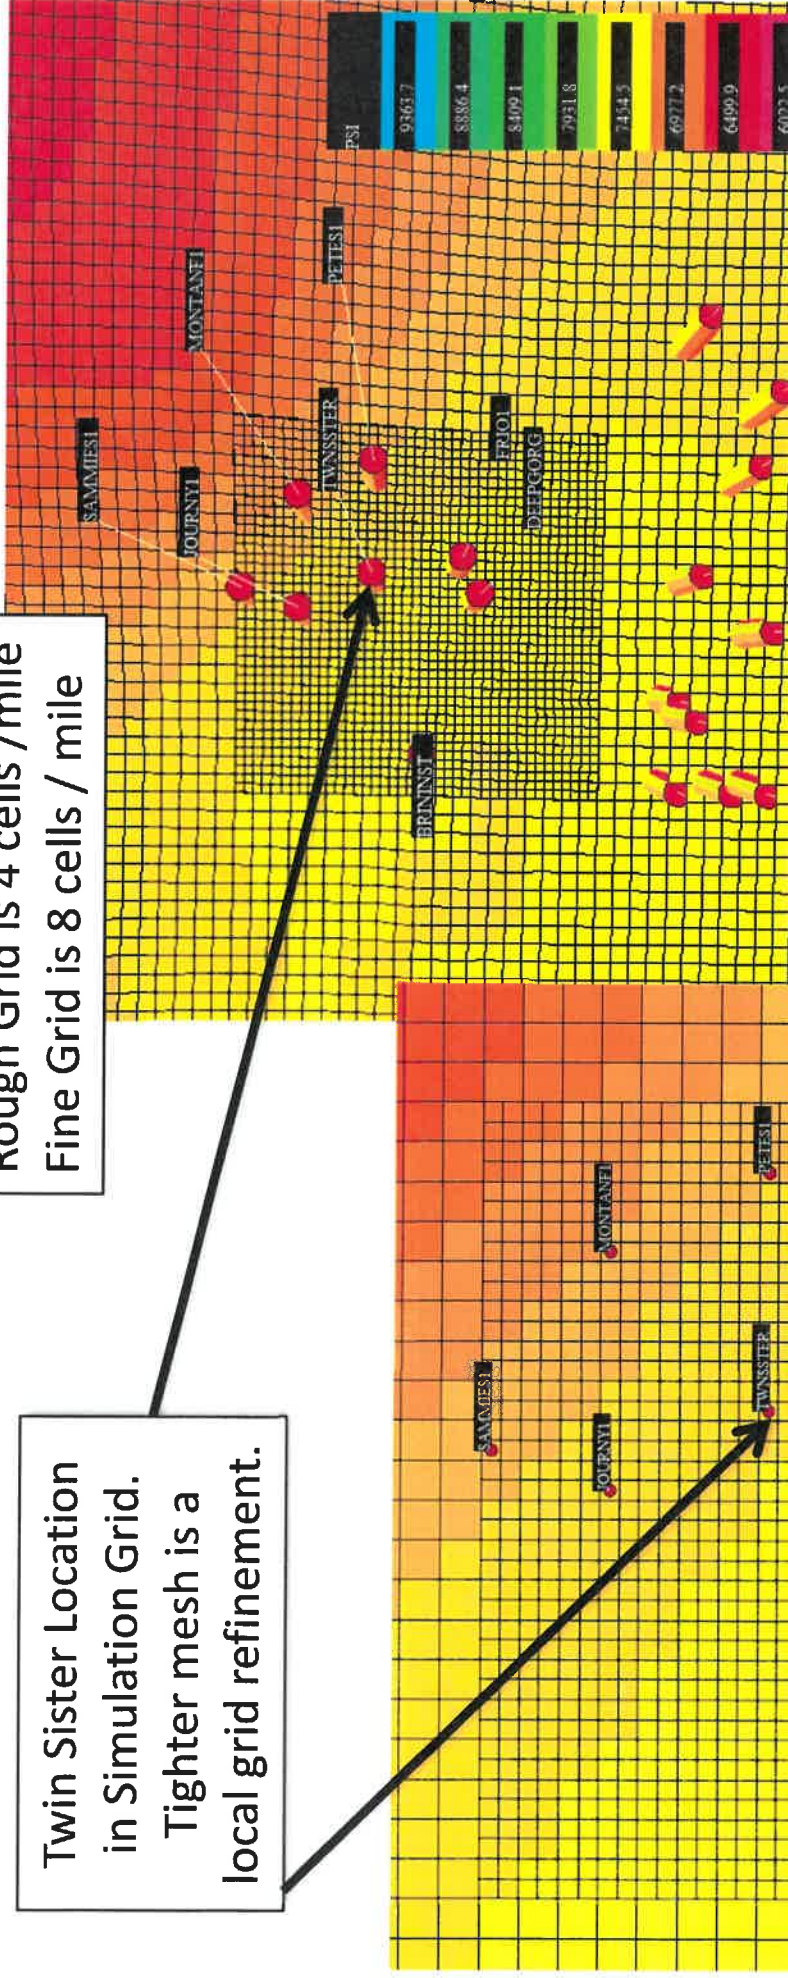 Rough Grid is 4 cells / mile
Fine Grid is 8 cells / mile
Twin Sister Location
in Simulation Grid.
Tighter mesh is a
local grid refinement.
SAMMIES1
JOURNY1
MONTANF1
TWNSSTER
PETES1
BRININST
FRIO1
DEEPGORG
PSI
9363.7
8886.4
8409.1
7931.8
7454.5
6977.2
6499.9
6022.5
SAMMIES1
JOURNY1
MONTANF1
TWNSSTER
PETES1